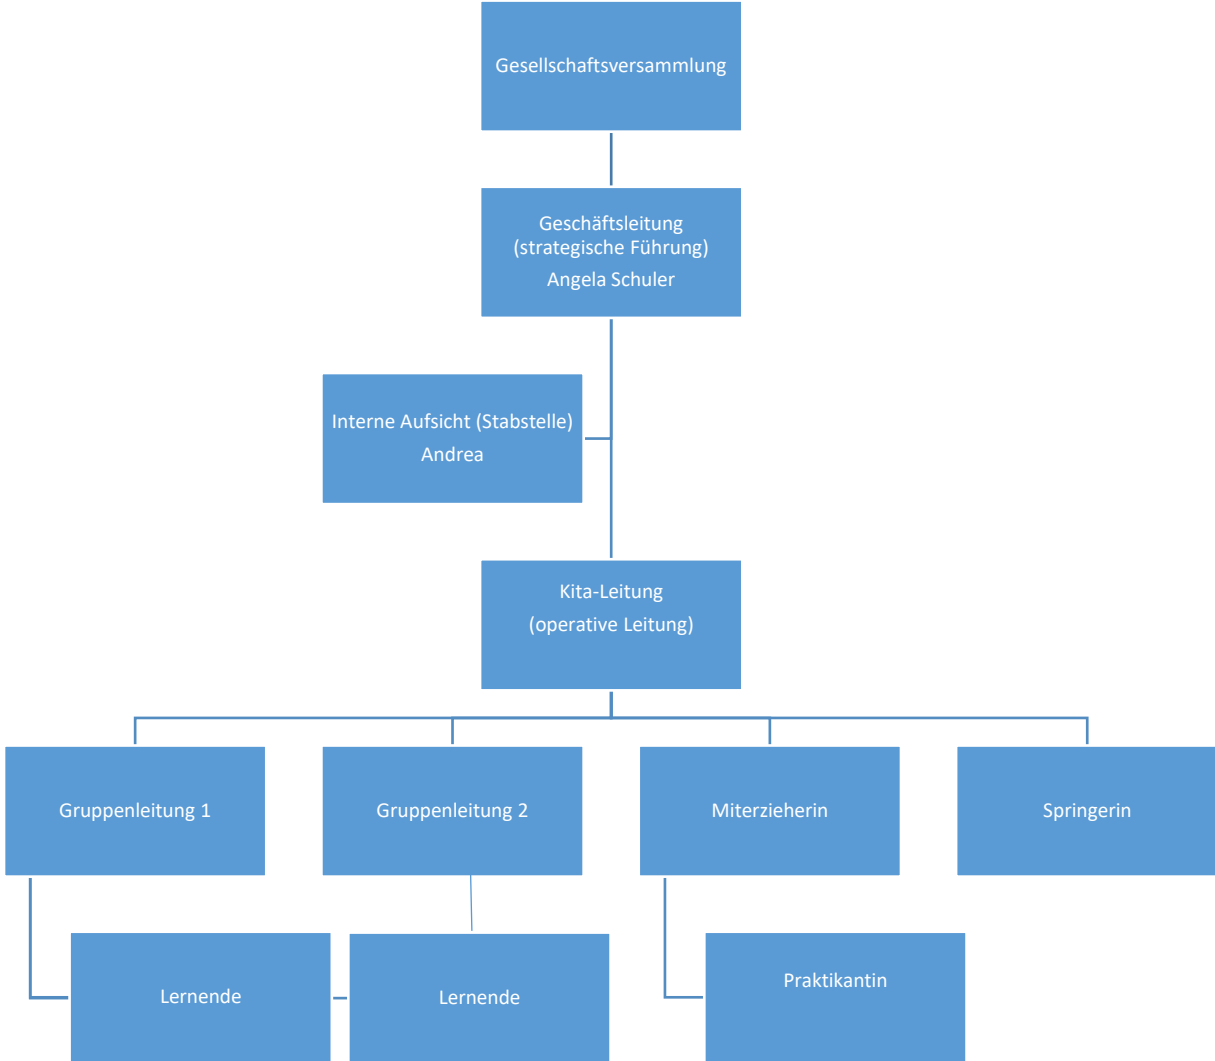 Gesellschaftsversammlung
Geschäftsleitung
(strategische Führung)
Angela Schuler
Interne Aufsicht (Stabstelle)
Andrea
Kita-Leitung
(operative Leitung)
Gruppenleitung 1
Gruppenleitung 2
Miterzieherin
Springerin
Lernende
Lernende
Praktikantin